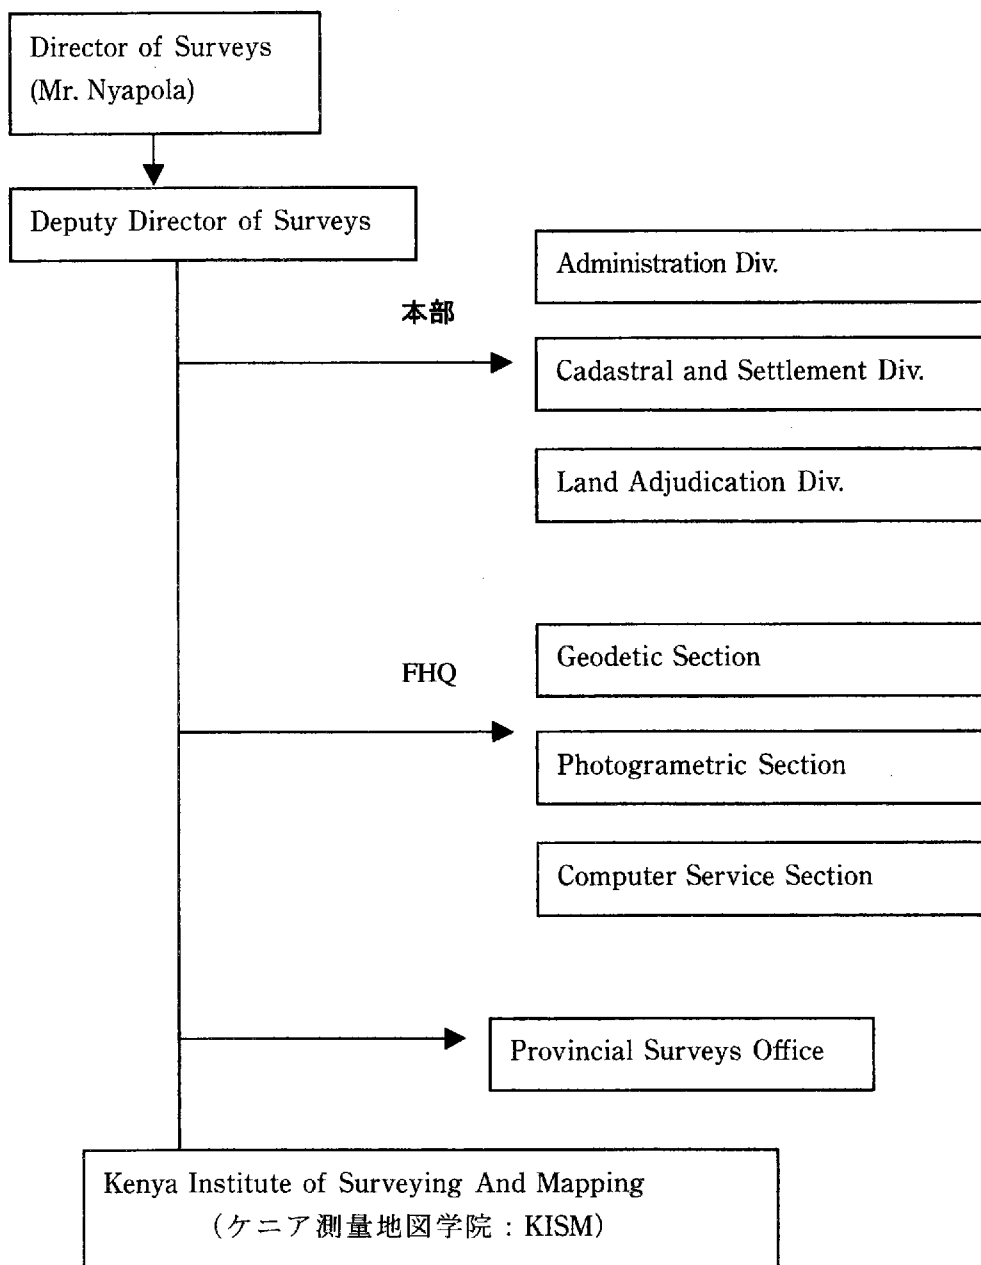 Director of Surveys
(Mr. Nyapola)
Deputy Director of Surveys
本部
Administration Div.
Cadastral and Settlement Div.
Land Adjudication Div.
FHQ
Geodetic Section
Photogrametric Section
Computer Service Section
Provincial Surveys Office
Kenya Institute of Surveying And Mapping
(ケニア測量地図学院：KISM)